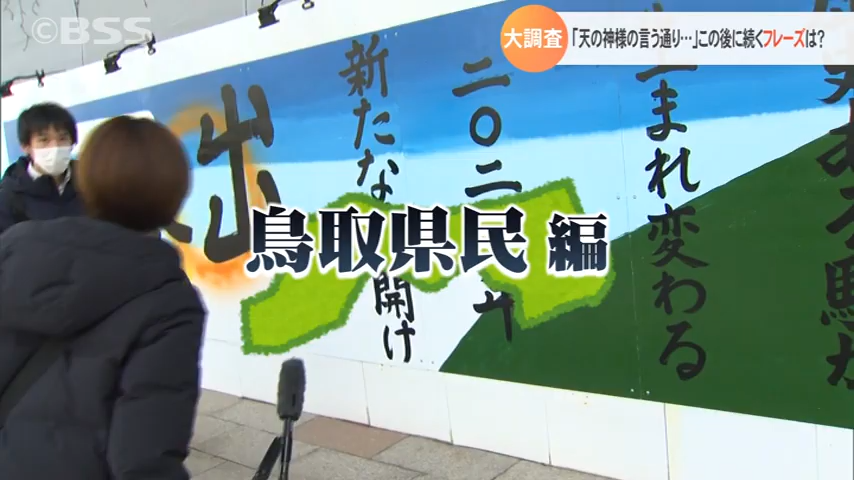 ©BSS
大調査
「天の神様の言う通り…」この後に続くフレーズは?
まれ変わる
二〇二
新たな
開け
出
鳥取県民 編